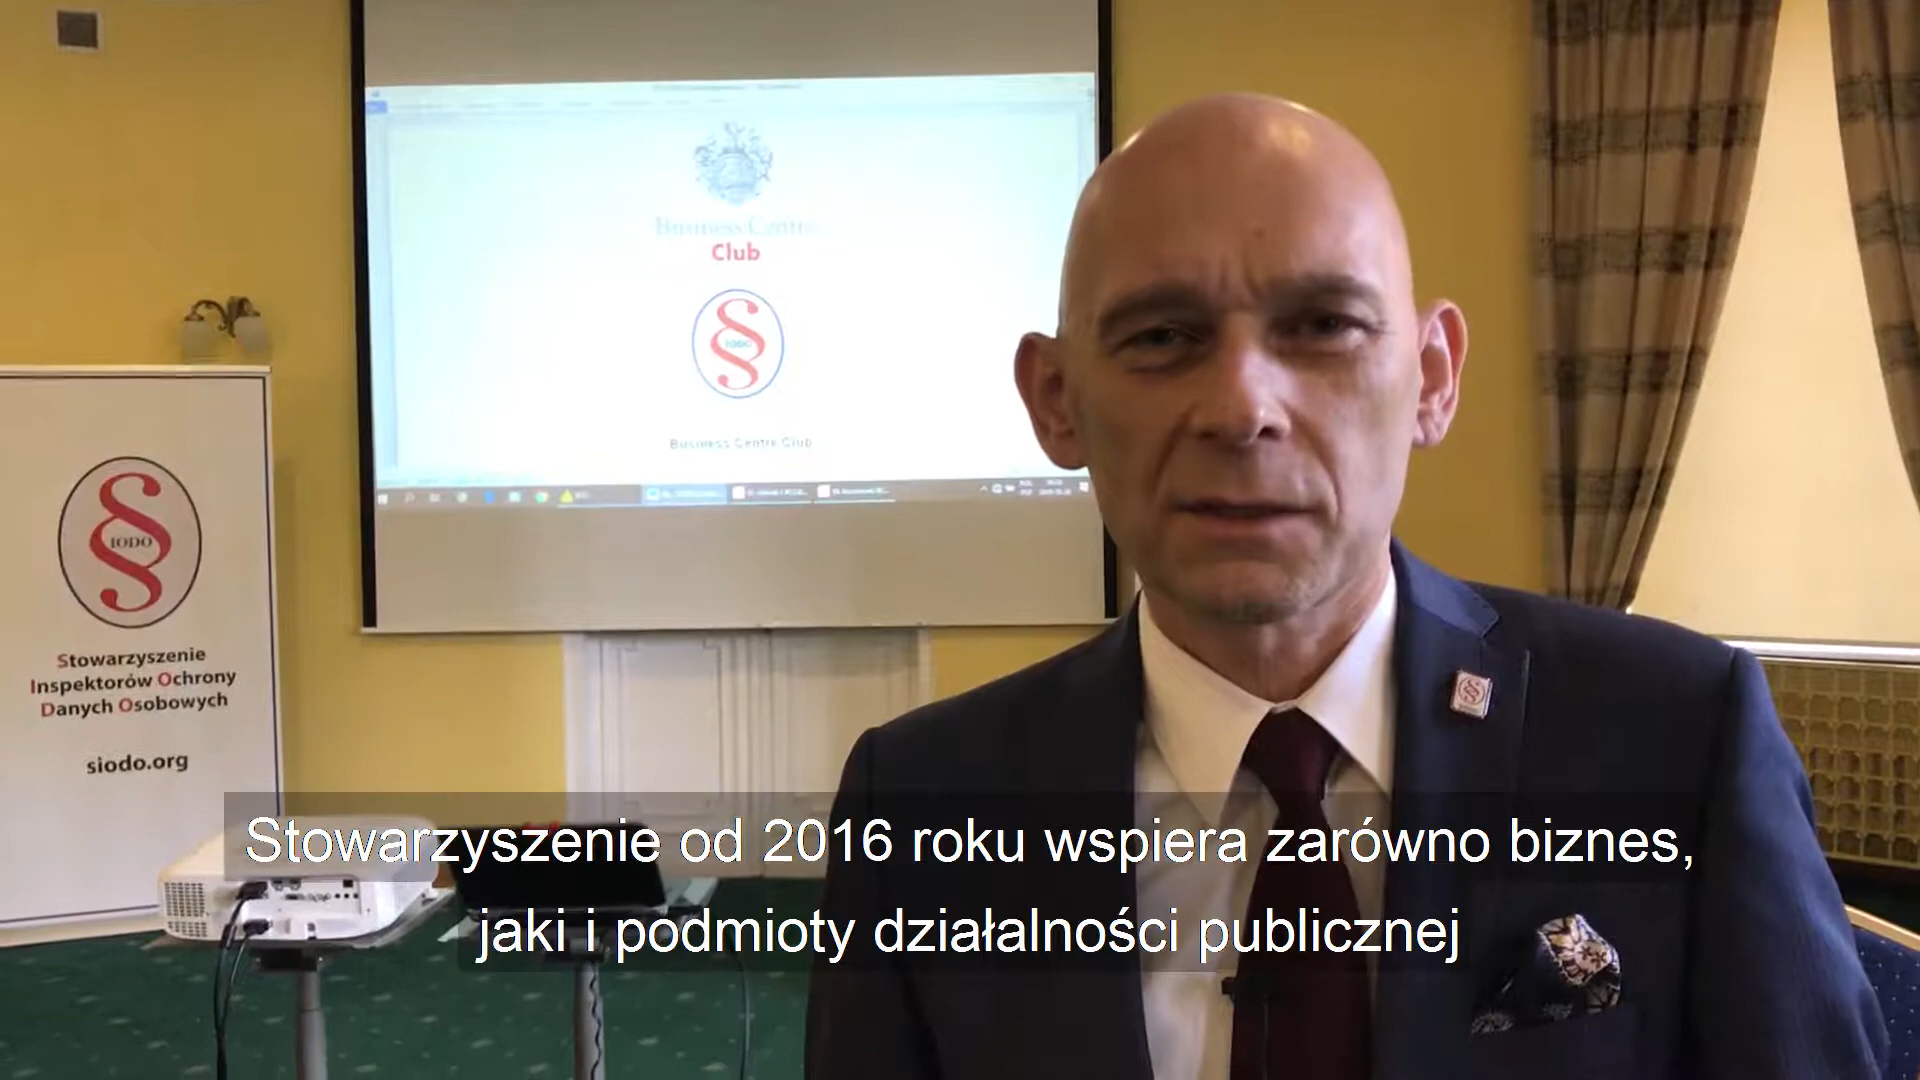 Business Centre
Club
IODO
Business Centre Club
IODO
Stowarzyszenie
Inspektorów Ochrony
Danych Osobowych
siodo.org
Stowarzyszenie od 2016 roku wspiera zarówno biznes,
jaki i podmioty działalności publicznej